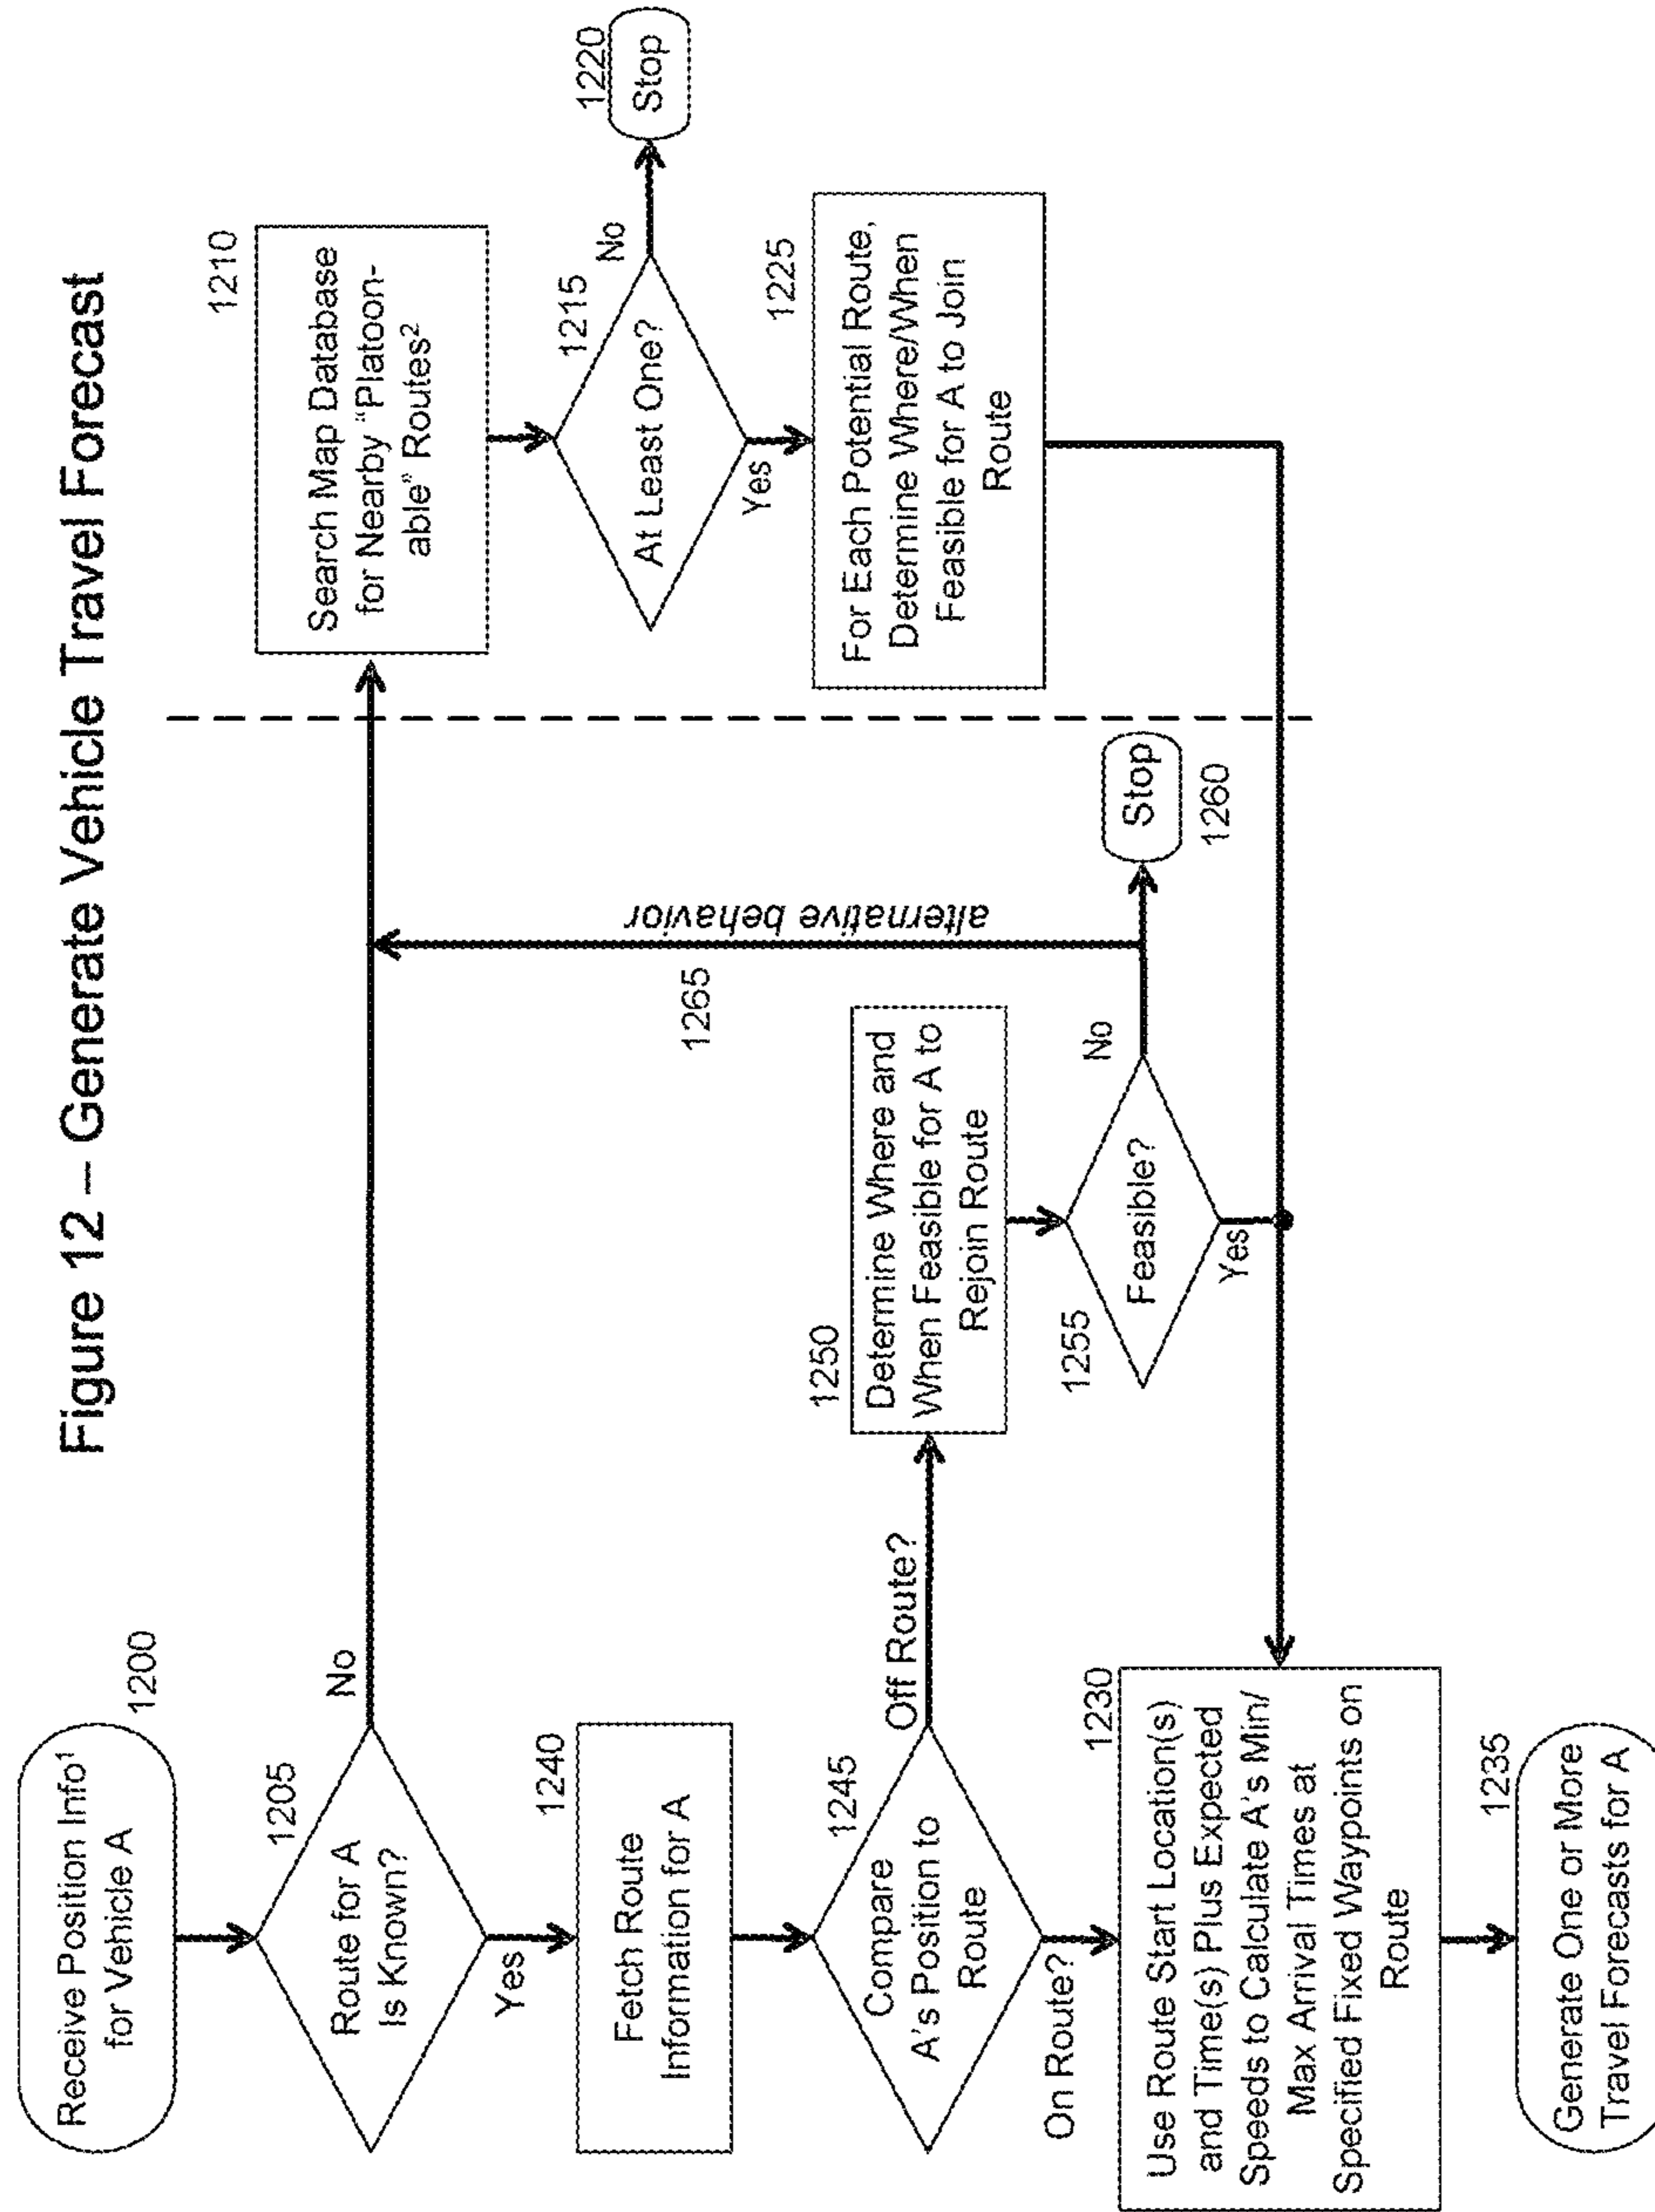 Figure 12 – Generate Vehicle Travel Forecast
Receive Position Info¹
for Vehicle A
1200
1205
Route for A
Is Known?
No
Yes
1210
Search Map Database
for Nearby "Platoon-
able" Routes²
1215
At Least One?
No
1220
Stop
Yes
1225
For Each Potential Route,
Determine Where/When
Feasible for A to Join
Route
1240
Fetch Route
Information for A
1245
Compare
A's Position to
Route
Off Route?
On Route?
1250
Determine Where and
When Feasible for A to
Rejoin Route
1255
Feasible?
No
Yes
1260
Stop
1265
alternative behavior
1230
Use Route Start Location(s)
and Time(s) Plus Expected
Speeds to Calculate A's Min/
Max Arrival Times at
Specified Fixed Waypoints on
Route
1235
Generate One or More
Travel Forecasts for A